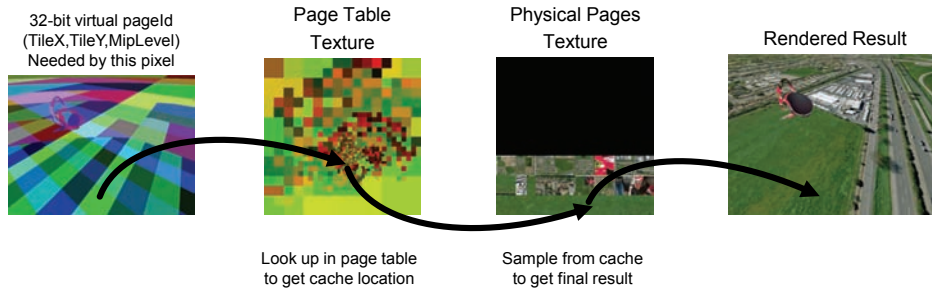 32-bit virtual pageId
(TileX,TileY,MipLevel)
Needed by this pixel
Page Table
Texture
Physical Pages
Texture
Rendered Result
Look up in page table
to get cache location
Sample from cache
to get final result